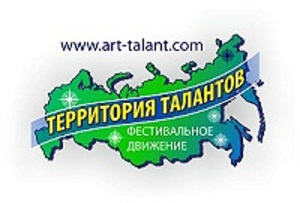 www.art-talant.com
ТЕРРИТОРИЯ ТАЛАНТОВ
ФЕСТИВАЛЬНОЕ
ДВИЖЕНИЕ